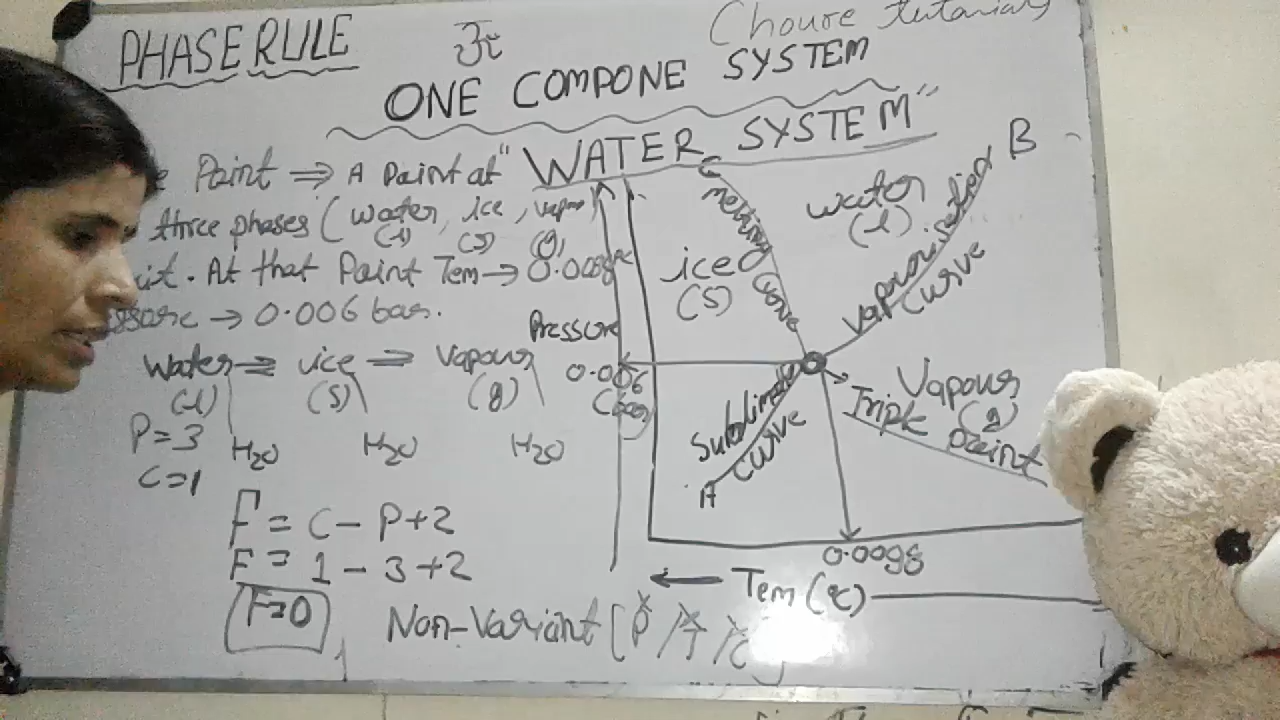 PHASE RULE
ॐ
Choure tutorials
ONE COMPONE SYSTEM
"WATER SYSTEM"
Paint ⇒ A Paint at
three phases (water, ice, vapour)
(l) (s) (g)
At that Paint Tem → 0.0098°c
→ 0.006 bar.
water ⇌ ice ⇌ Vapour
(l) (s) (g)
P=3 H2O H2O H2O
C=1
F = C - P+2
F = 1 - 3+2
F=0
Non-Variant [P /T /C
Pressure
0.006
(bar)
ice
(S)
melting curve
water
(l)
B
vapourisation curve
Vapour
(g)
Triple Paint
Sublimation curve
A
0.0098
← Tem (°c)